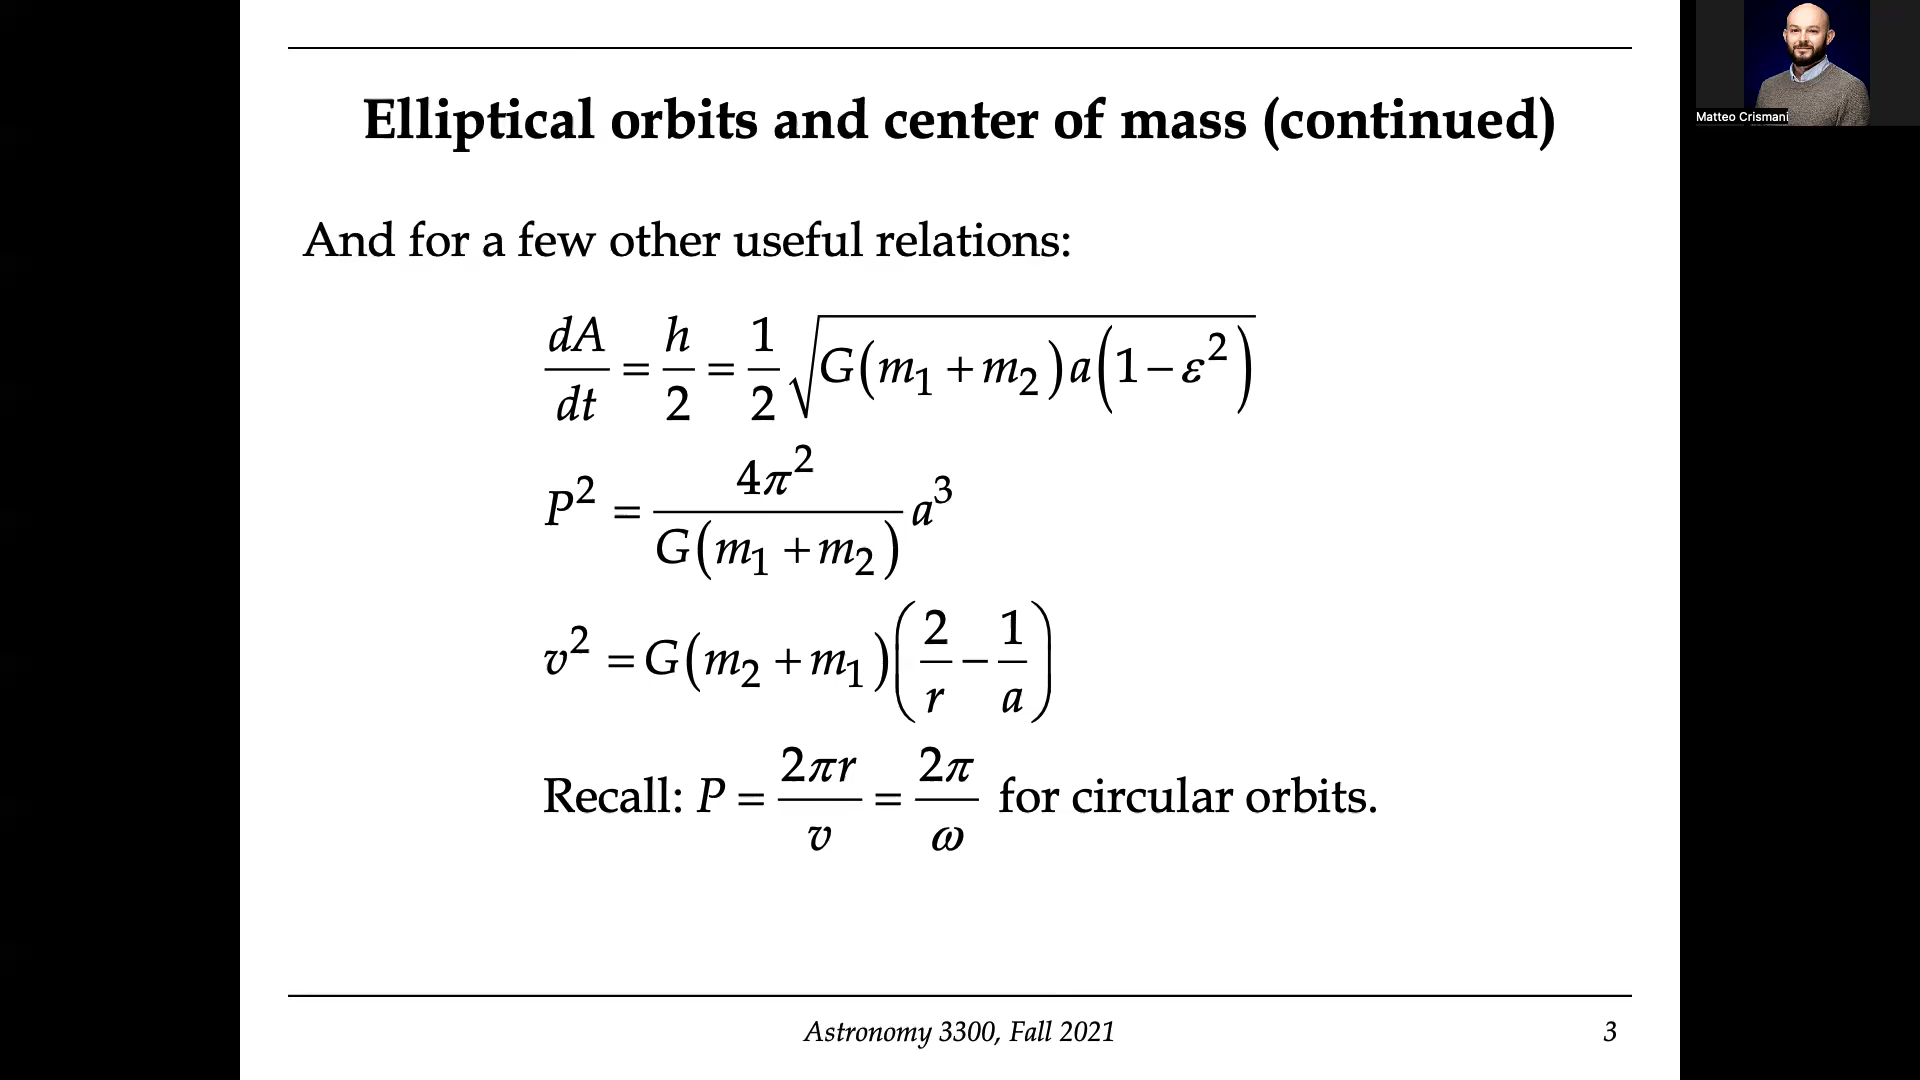 Elliptical orbits and center of mass (continued)
Matteo Crismani
And for a few other useful relations:
dA/dt = h/2 = 1/2 √(G(m₁ + m₂)a(1 − ε²))
P² = 4π²/(G(m₁ + m₂)) a³
v² = G(m₂ + m₁)(2/r − 1/a)
Recall: P = 2πr/v = 2π/ω for circular orbits.
Astronomy 3300, Fall 2021
3